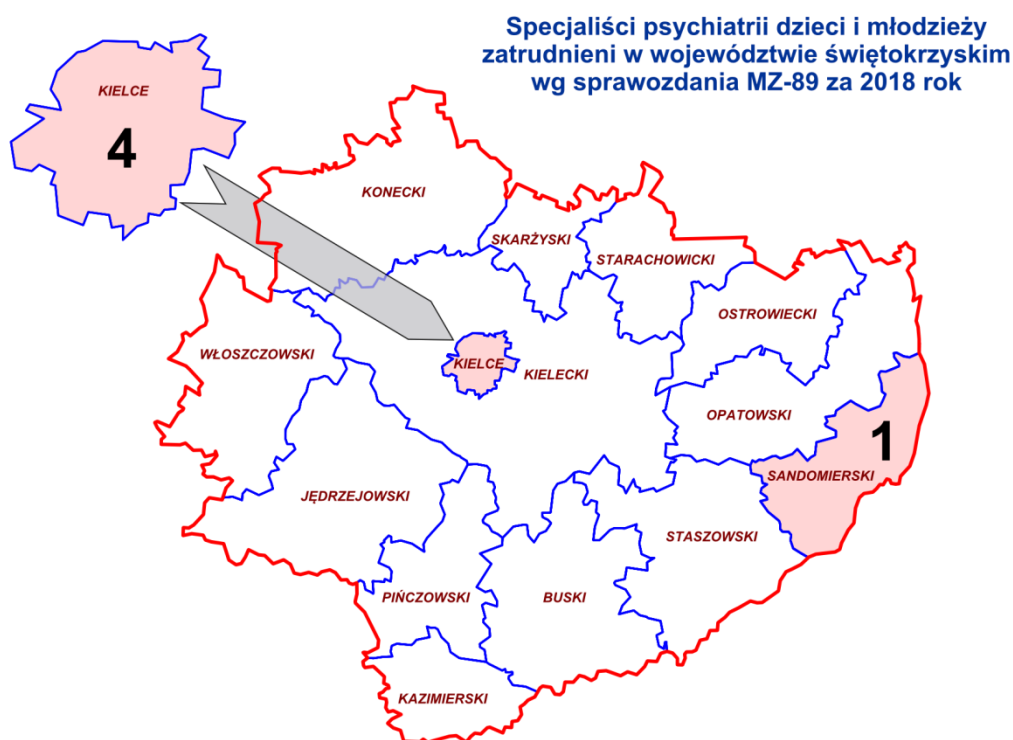 Specjaliści psychiatrii dzieci i młodzieży
zatrudnieni w województwie świętokrzyskim
wg sprawozdania MZ-89 za 2018 rok
KIELCE
4
KONECKI
SKARŻYSKI
STARACHOWICKI
OSTROWIECKI
WŁOSZCZOWSKI
KIELCE
KIELECKI
OPATOWSKI
1
SANDOMIERSKI
JĘDRZEJOWSKI
STASZOWSKI
PIŃCZOWSKI
BUSKI
KAZIMIERSKI